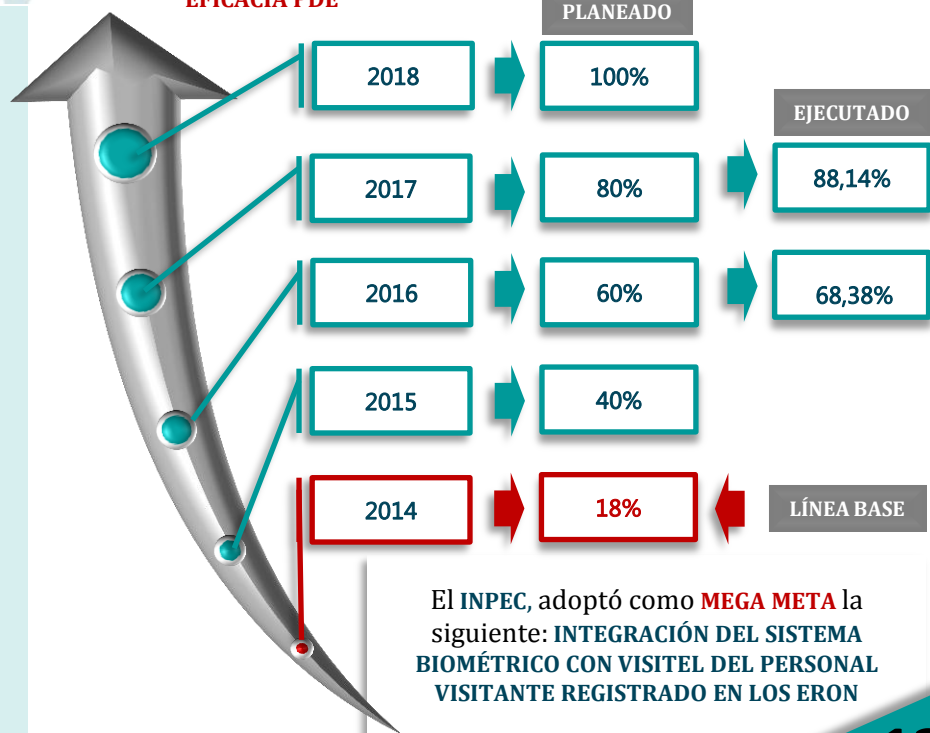 EFICACIA PDE
PLANEADO
2018
100%
EJECUTADO
2017
80%
88,14%
2016
60%
68,38%
2015
40%
2014
18%
LÍNEA BASE
El INPEC, adoptó como MEGA META la
siguiente: INTEGRACIÓN DEL SISTEMA
BIOMÉTRICO CON VISITEL DEL PERSONAL
VISITANTE REGISTRADO EN LOS ERON